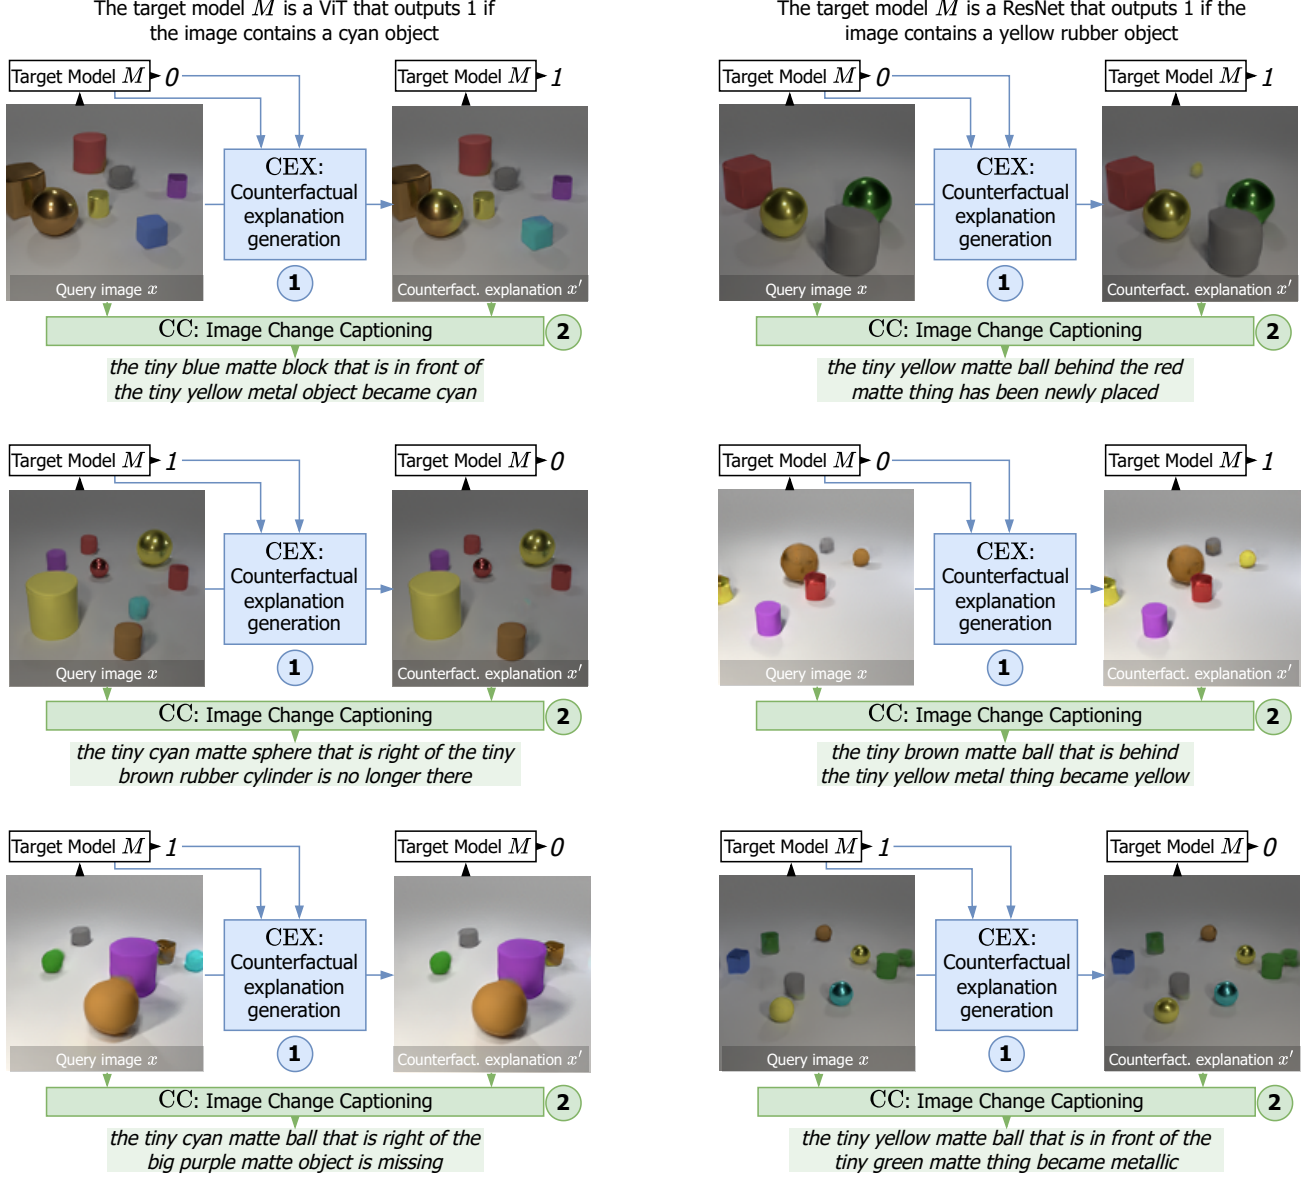 The target model M is a ViT that outputs 1 if
the image contains a cyan object
Target Model M
0
Target Model M
1
CEX:
Counterfactual
explanation
generation
1
Query image x
Counterfact. explanation x′
CC: Image Change Captioning
2
the tiny blue matte block that is in front of
the tiny yellow metal object became cyan
Target Model M
1
Target Model M
0
CEX:
Counterfactual
explanation
generation
1
Query image x
Counterfact. explanation x′
CC: Image Change Captioning
2
the tiny cyan matte sphere that is right of the tiny
brown rubber cylinder is no longer there
Target Model M
1
Target Model M
0
CEX:
Counterfactual
explanation
generation
1
Query image x
Counterfact. explanation x′
CC: Image Change Captioning
2
the tiny cyan matte ball that is right of the
big purple matte object is missing
The target model M is a ResNet that outputs 1 if the
image contains a yellow rubber object
Target Model M
0
Target Model M
1
CEX:
Counterfactual
explanation
generation
1
Query image x
Counterfact. explanation x′
CC: Image Change Captioning
2
the tiny yellow matte ball behind the red
matte thing has been newly placed
Target Model M
0
Target Model M
1
CEX:
Counterfactual
explanation
generation
1
Query image x
Counterfact. explanation x′
CC: Image Change Captioning
2
the tiny brown matte ball that is behind
the tiny yellow metal thing became yellow
Target Model M
1
Target Model M
0
CEX:
Counterfactual
explanation
generation
1
Query image x
Counterfact. explanation x′
CC: Image Change Captioning
2
the tiny yellow matte ball that is in front of the
tiny green matte thing became metallic